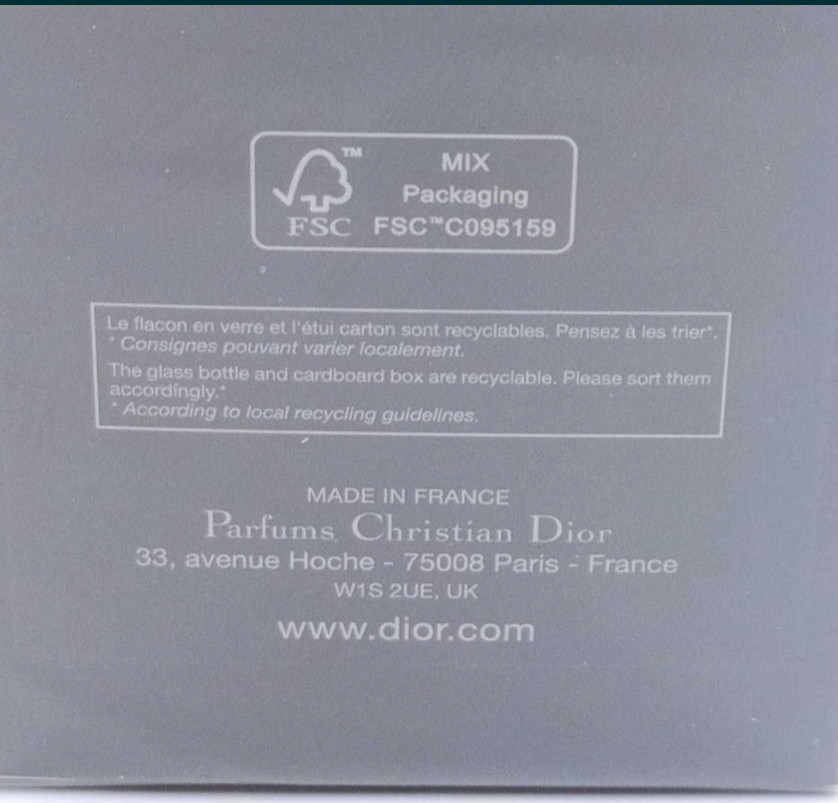 TM
MIX
Packaging
FSC FSC™C095159
Le flacon en verre et l'étui carton sont recyclables. Pensez à les trier*.
* Consignes pouvant varier localement.
The glass bottle and cardboard box are recyclable. Please sort them
accordingly.*
* According to local recycling guidelines.
MADE IN FRANCE
Parfums Christian Dior
33, avenue Hoche - 75008 Paris - France
W1S 2UE, UK
www.dior.com